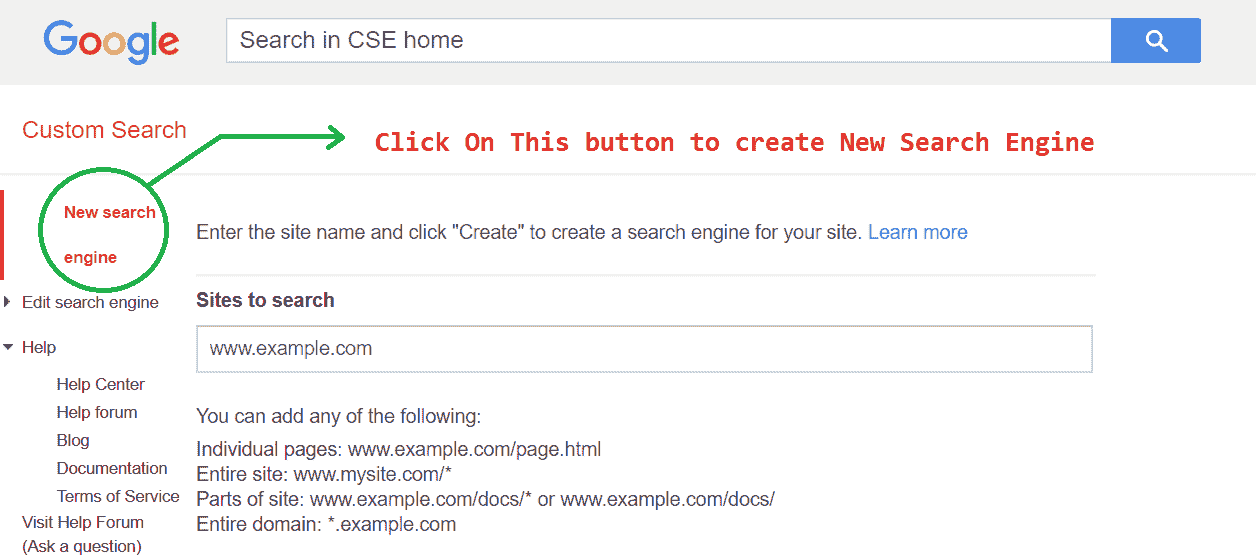 Google
Search in CSE home
Custom Search
Click On This button to create New Search Engine
New search
engine
Edit search engine
Help
Help Center
Help forum
Blog
Documentation
Terms of Service
Visit Help Forum
(Ask a question)
Enter the site name and click "Create" to create a search engine for your site. Learn more
Sites to search
www.example.com
You can add any of the following:
Individual pages: www.example.com/page.html
Entire site: www.mysite.com/*
Parts of site: www.example.com/docs/* or www.example.com/docs/
Entire domain: *.example.com